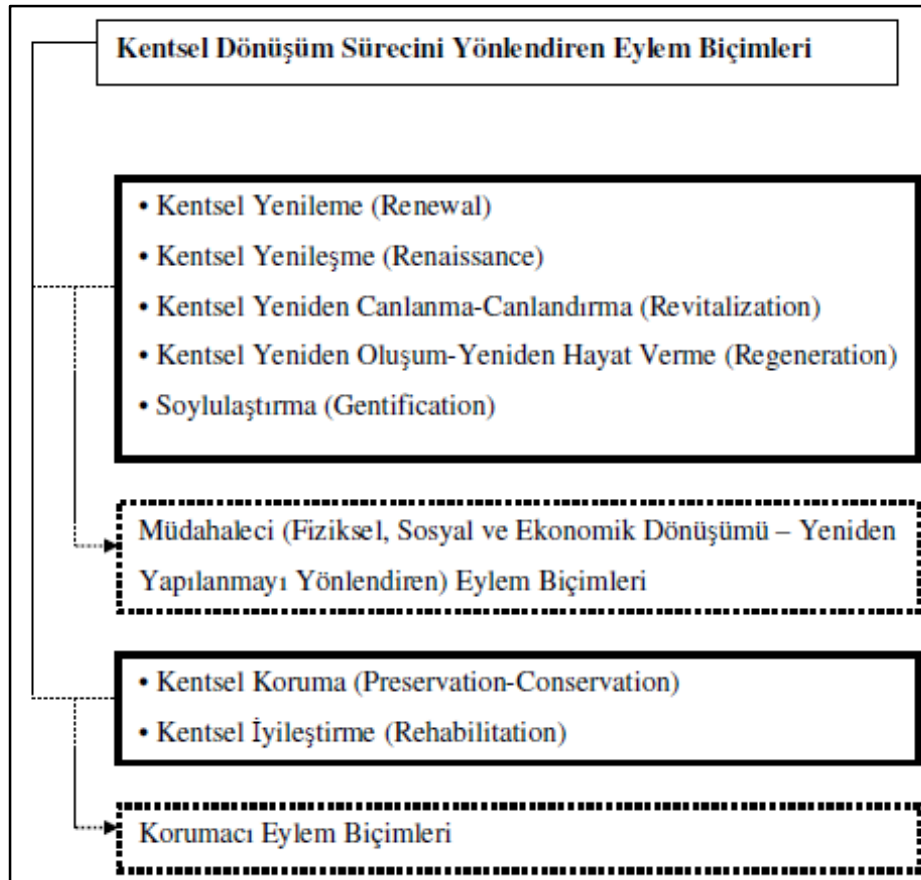 Kentsel Dönüşüm Sürecini Yönlendiren Eylem Biçimleri
• Kentsel Yenileme (Renewal)
• Kentsel Yenileşme (Renaissance)
• Kentsel Yeniden Canlanma-Canlandırma (Revitalization)
• Kentsel Yeniden Oluşum-Yeniden Hayat Verme (Regeneration)
• Soylulaştırma (Gentification)
Müdahaleci (Fiziksel, Sosyal ve Ekonomik Dönüşümü – Yeniden
Yapılanmayı Yönlendiren) Eylem Biçimleri
• Kentsel Koruma (Preservation-Conservation)
• Kentsel İyileştirme (Rehabilitation)
Korumacı Eylem Biçimleri